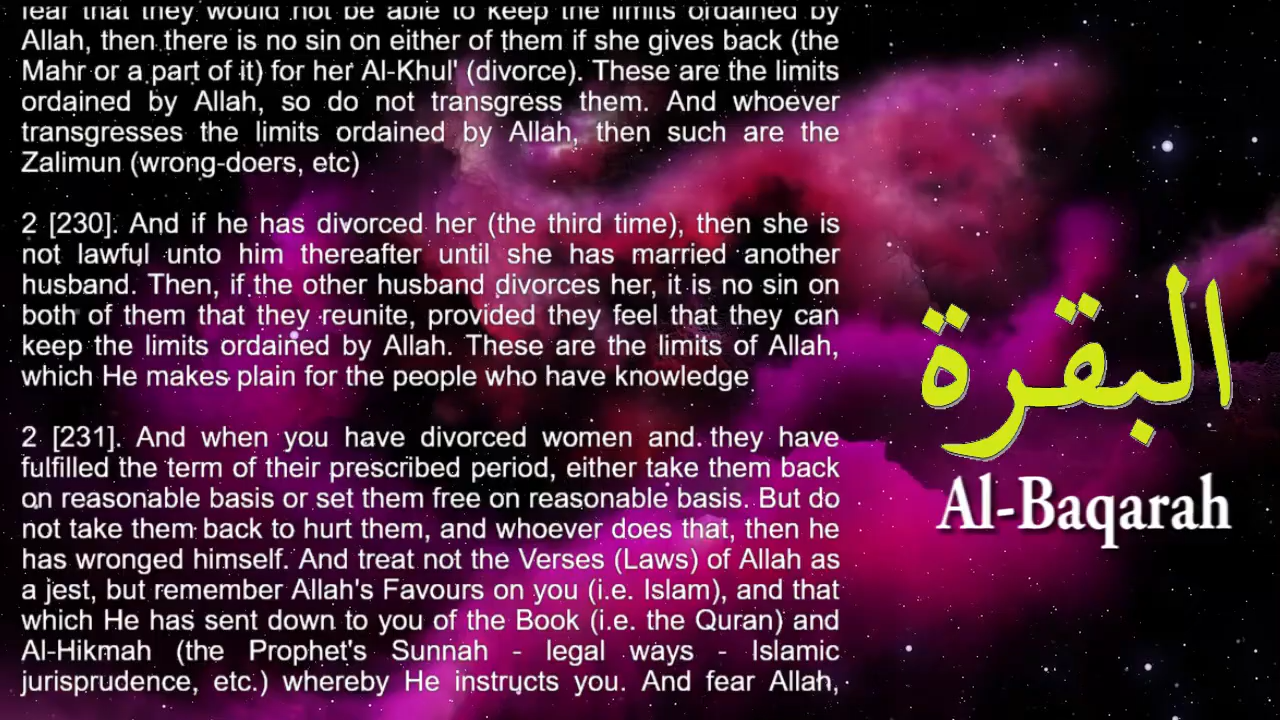 fear that they would not be able to keep the limits ordained by
Allah, then there is no sin on either of them if she gives back (the
Mahr or a part of it) for her Al-Khul' (divorce). These are the limits
ordained by Allah, so do not transgress them. And whoever
transgresses the limits ordained by Allah, then such are the
Zalimun (wrong-doers, etc)
2 [230]. And if he has divorced her (the third time), then she is
not lawful unto him thereafter until she has married another
husband. Then, if the other husband divorces her, it is no sin on
both of them that they reunite, provided they feel that they can
keep the limits ordained by Allah. These are the limits of Allah,
which He makes plain for the people who have knowledge
2 [231]. And when you have divorced women and they have
fulfilled the term of their prescribed period, either take them back
on reasonable basis or set them free on reasonable basis. But do
not take them back to hurt them, and whoever does that, then he
has wronged himself. And treat not the Verses (Laws) of Allah as
a jest, but remember Allah's Favours on you (i.e. Islam), and that
which He has sent down to you of the Book (i.e. the Quran) and
Al-Hikmah (the Prophet's Sunnah - legal ways - Islamic
jurisprudence, etc.) whereby He instructs you. And fear Allah,
البقرة
Al-Baqarah